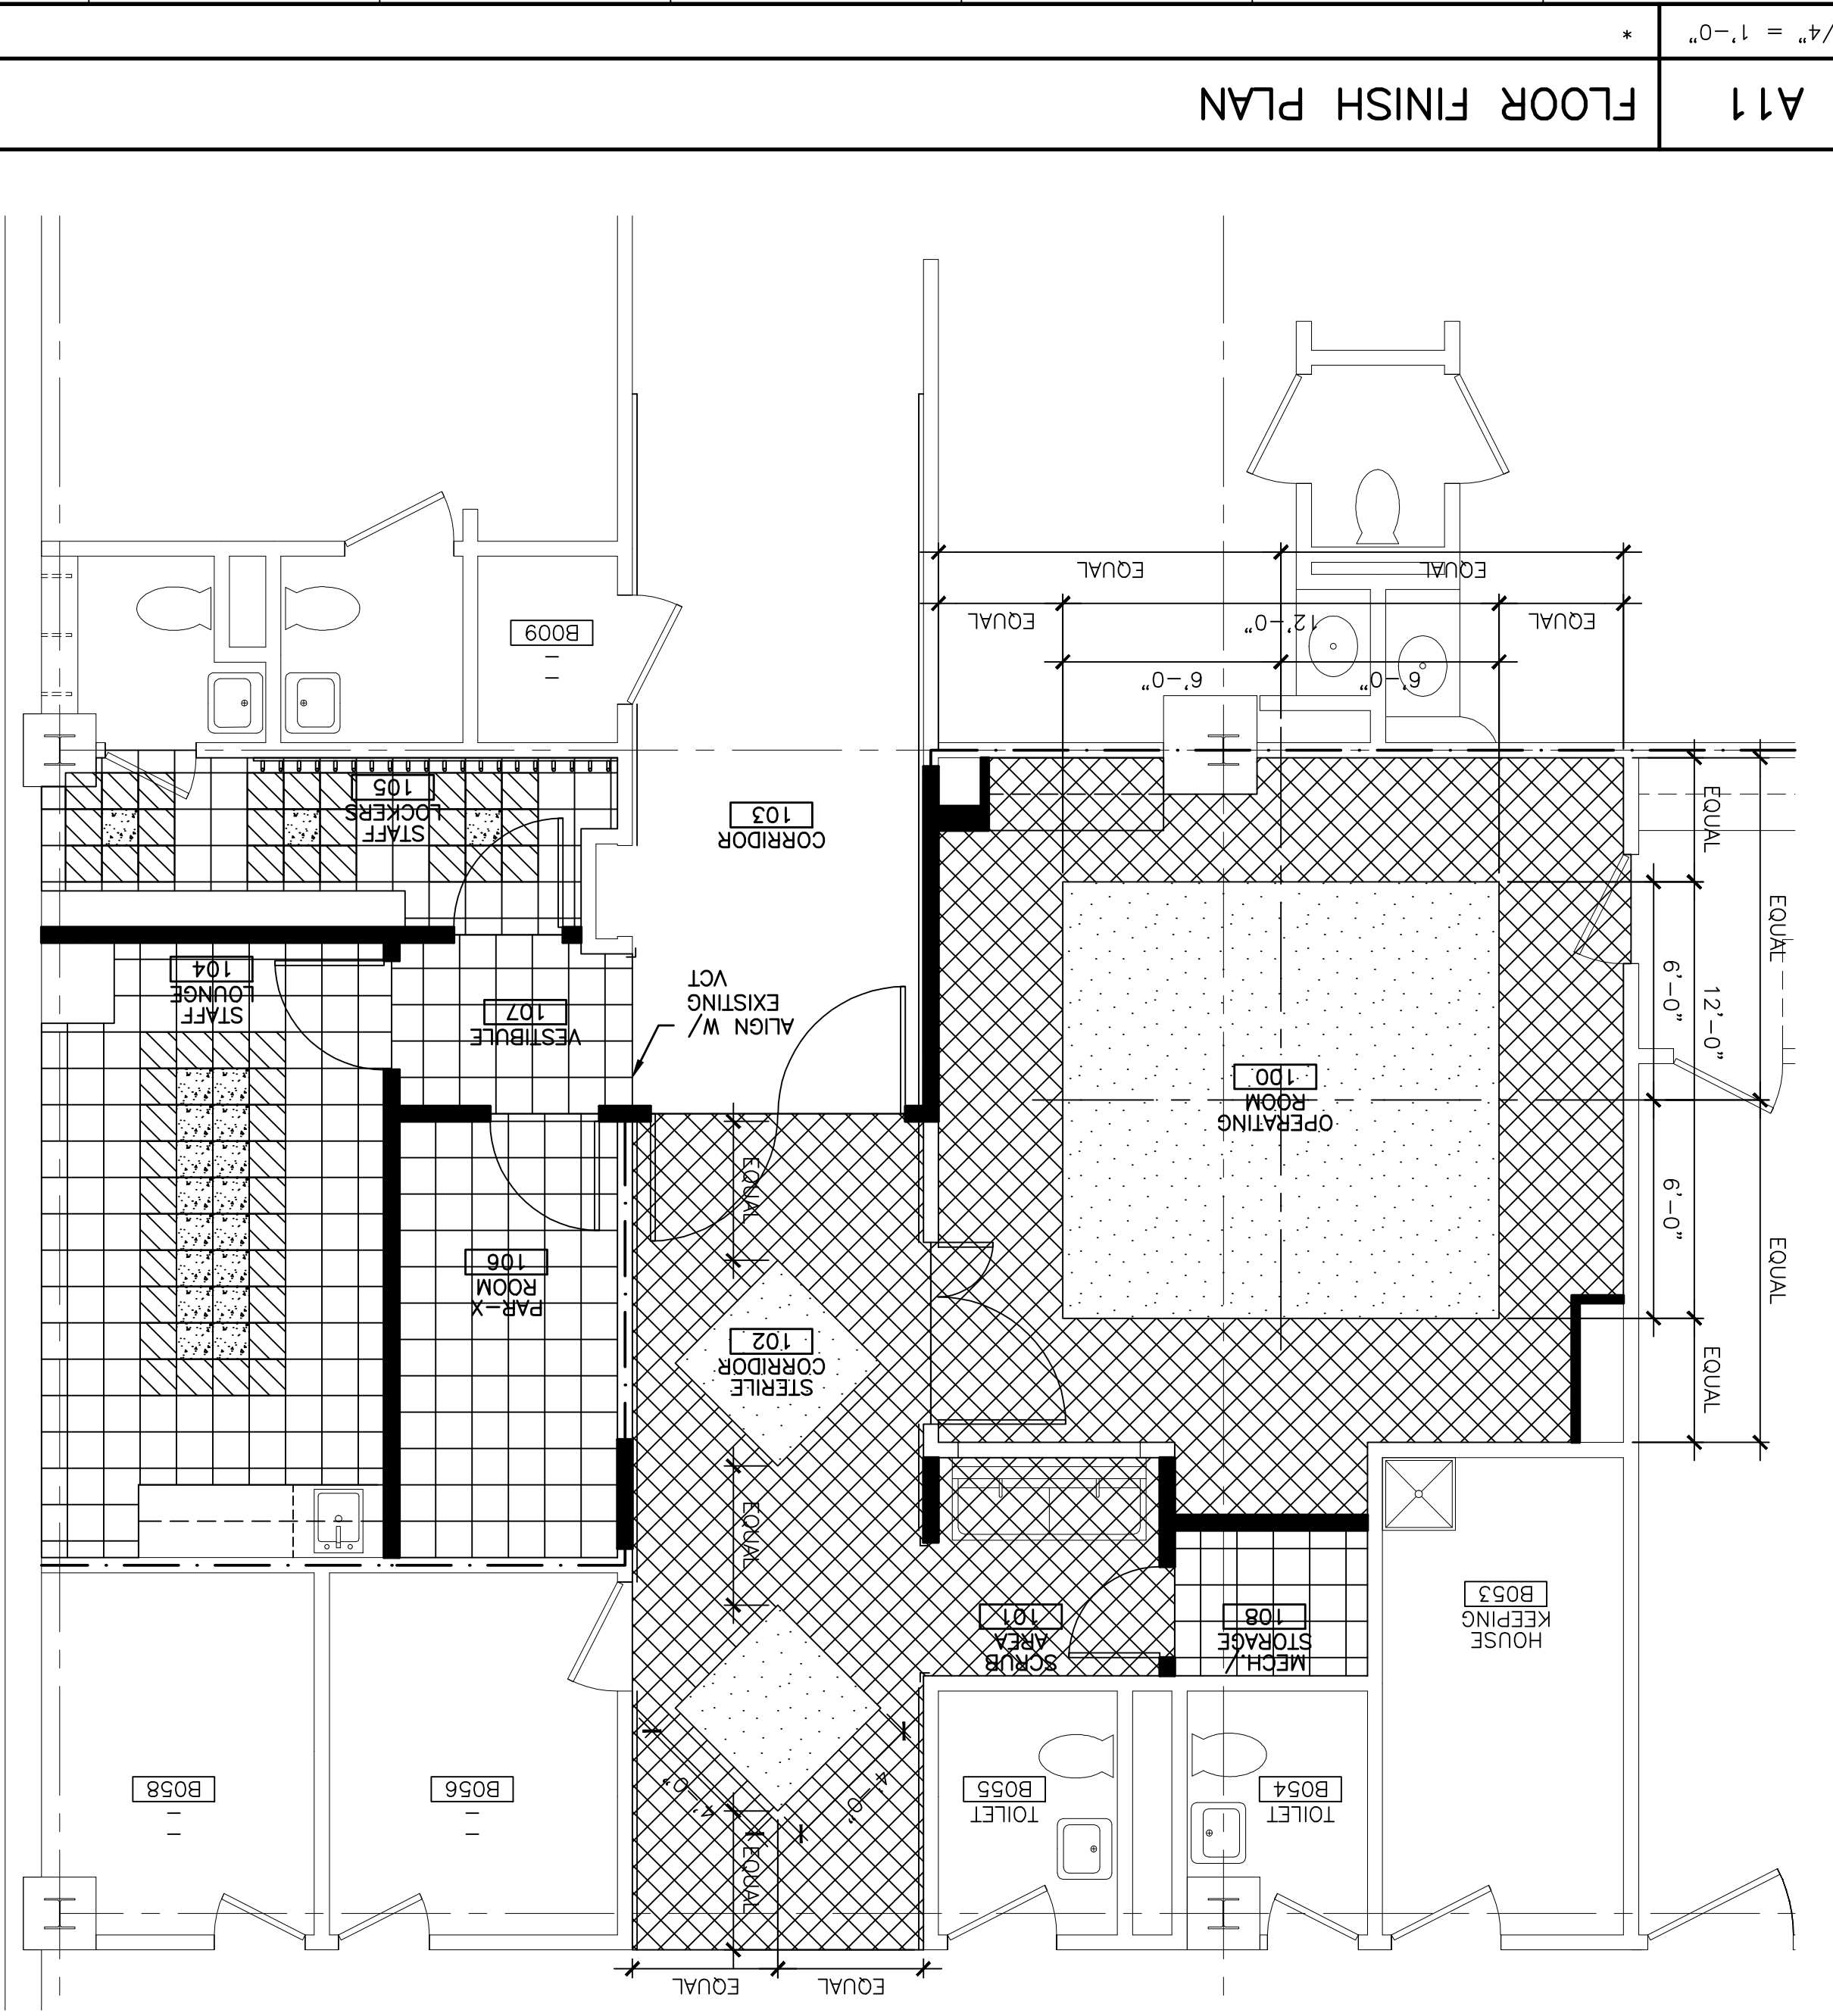 EQUAL
EQUAL
EQUAL
4'-0"
4'-0"
TOILET
B054
TOILET
B055
–
B056
–
–
B058
–
HOUSE
KEEPING
B053
MECH./
STORAGE
108
SCRUB
AREA
101
EQUAL
STERILE
CORRIDOR
102
EQUAL
PAR-X
ROOM
106
EQUAL
EQUAL
6'-0"
6'-0"
12'-0"
EQUAL
EQUAL
EQUAL
OPERATING
ROOM
100
ALIGN W/
EXISTING
VCT
VESTIBULE
107
STAFF
LOUNGE
104
CORRIDOR
103
STAFF
LOCKERS
105
6'-0"
6'-0"
EQUAL
12'-0"
EQUAL
EQUAL
EQUAL
–
–
B009
A11
FLOOR FINISH PLAN
/4" = 1'-0"
*